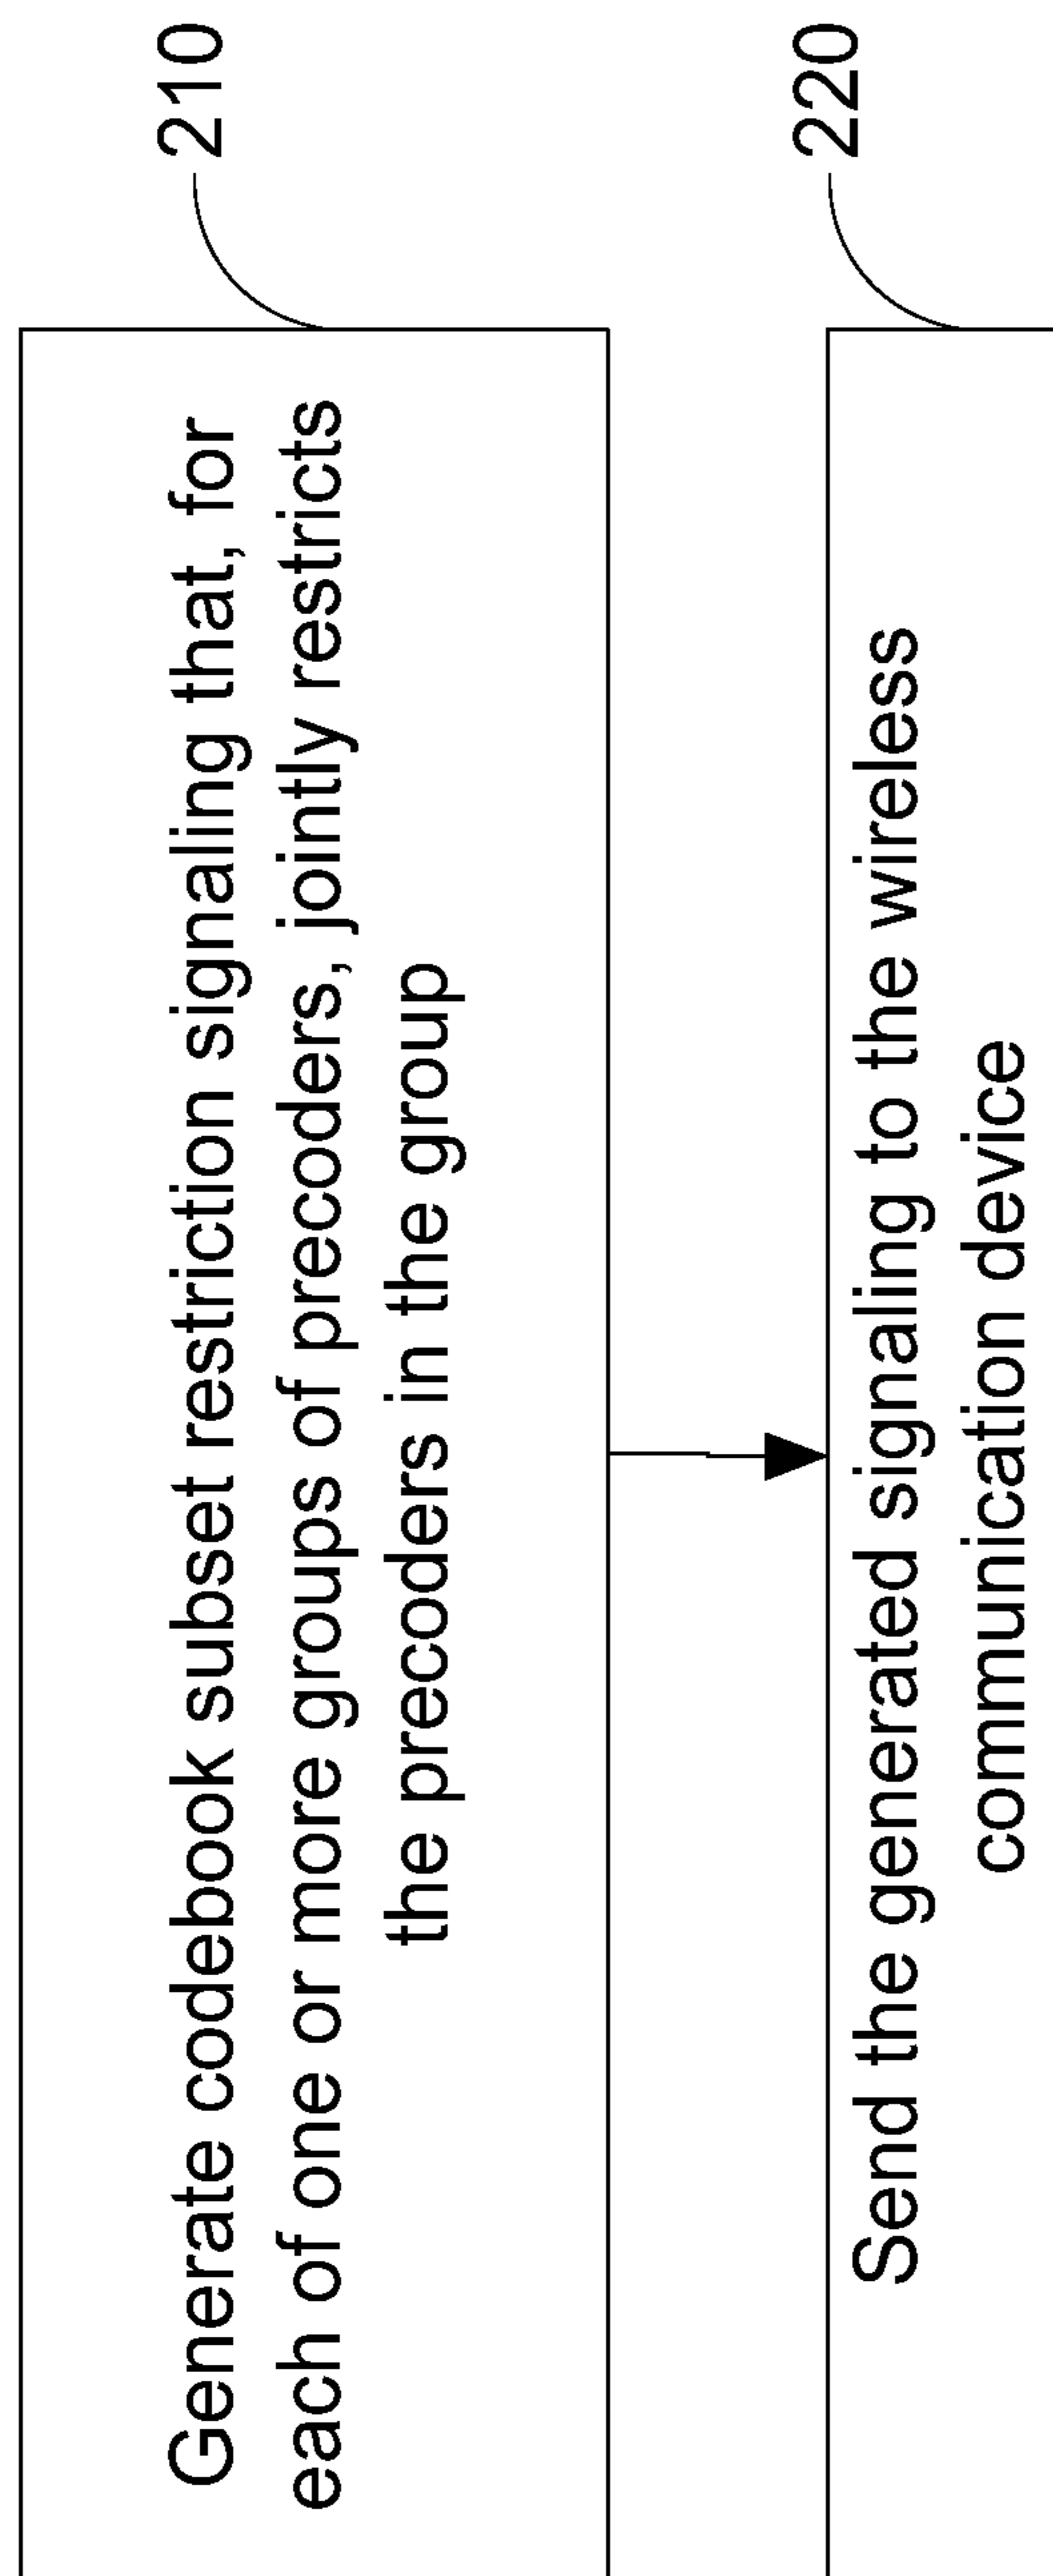 210
Generate codebook subset restriction signaling that, for
each of one or more groups of precoders, jointly restricts
the precoders in the group
220
Send the generated signaling to the wireless
communication device